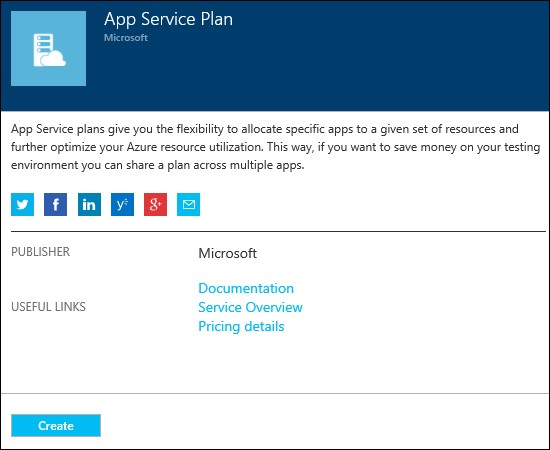 App Service Plan
Microsoft
App Service plans give you the flexibility to allocate specific apps to a given set of resources and
further optimize your Azure resource utilization. This way, if you want to save money on your testing
environment you can share a plan across multiple apps.
PUBLISHER Microsoft
Documentation
USEFUL LINKS Service Overview
Pricing details
Create